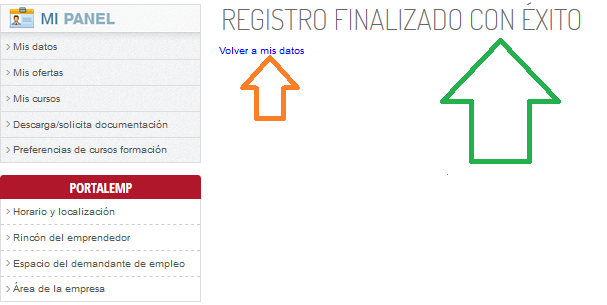 MI PANEL
Mis datos
Mis ofertas
Mis cursos
Descarga/solicita documentación
Preferencias de cursos formación
PORTALEMP
Horario y localización
Rincón del emprendedor
Espacio del demandante de empleo
Área de la empresa
REGISTRO FINALIZADO CON ÉXITO
Volver a mis datos